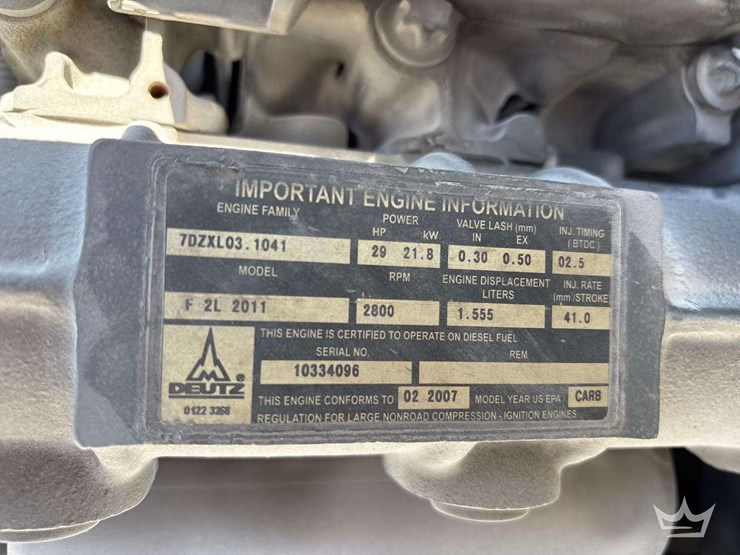 IMPORTANT ENGINE INFORMATION
ENGINE FAMILY POWER VALVE LASH (mm) INJ. TIMING
HP kW IN EX (BTDC)
7DZXL03.1041 29 21.8 0.30 0.50 02.5
MODEL RPM ENGINE DISPLACEMENT INJ. RATE
LITERS (mm /STROKE)
F 2L 2011 2800 1.555 41.0
THIS ENGINE IS CERTIFIED TO OPERATE ON DIESEL FUEL
SERIAL NO. REM
10334096
DEUTZ ®
0122 3268
THIS ENGINE CONFORMS TO 02 2007 MODEL YEAR US EPA / CARB
REGULATION FOR LARGE NONROAD COMPRESSION - IGNITION ENGINES